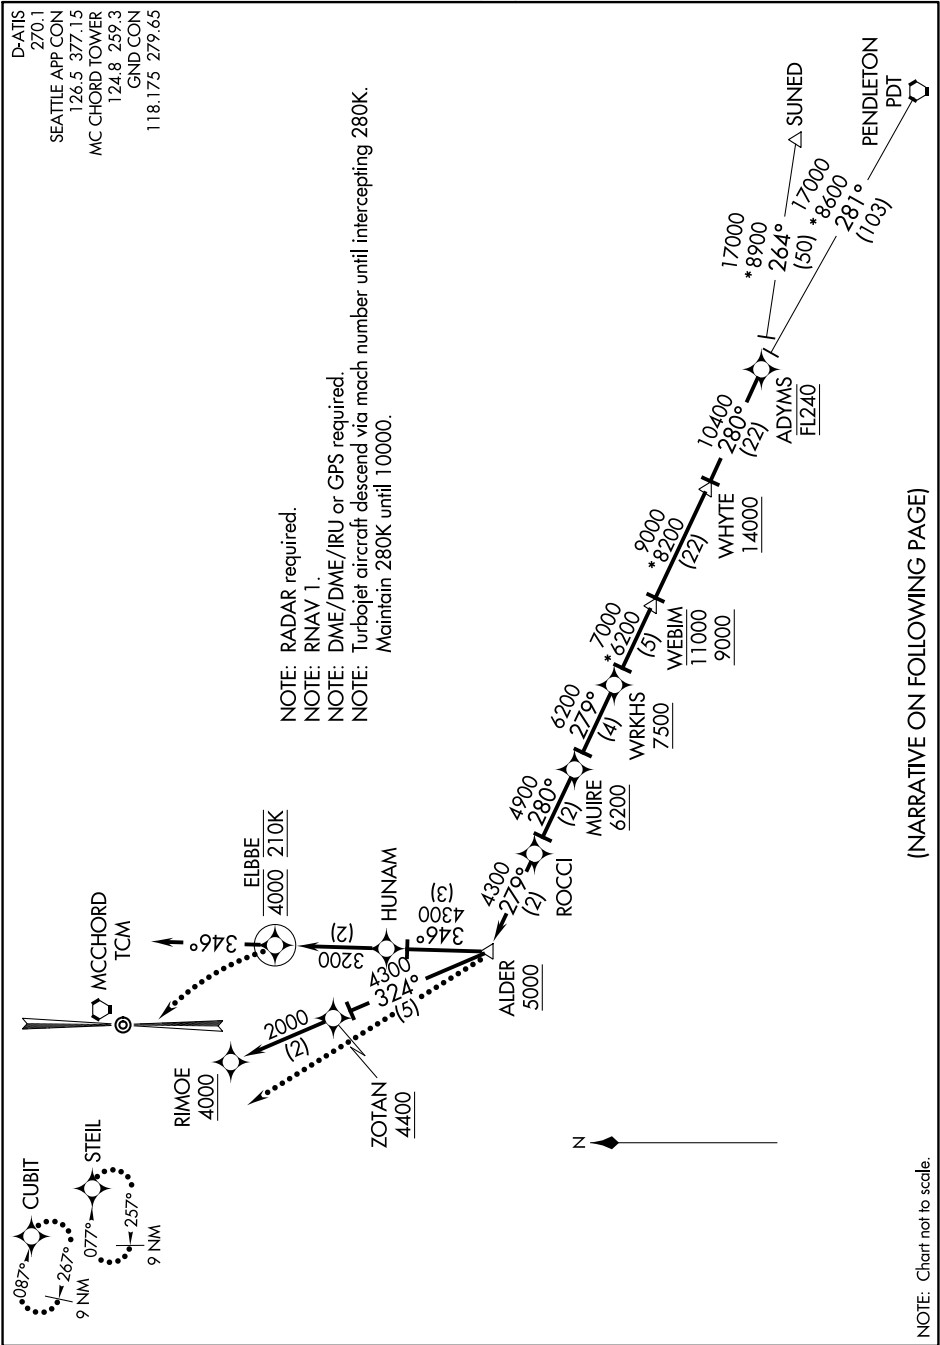 D-ATIS
270.1
SEATTLE APP CON
126.5 377.15
MC CHORD TOWER
124.8 259.3
GND CON
118.175 279.65
NOTE: RADAR required.
NOTE: RNAV 1.
NOTE: DME/DME/IRU or GPS required.
NOTE: Turbojet aircraft descend via mach number until intercepting 280K.
Maintain 280K until 10000.
CUBIT
087°
267°
9 NM
STEIL
077°
257°
9 NM
MCCHORD
TCM
RIMOE
4000
2000
(2)
ZOTAN
4400
4300
324°
(5)
346°
ELBBE
4000 210K
3200
(2)
HUNAM
346°
4300
(3)
ALDER
5000
4300
279°
(2)
ROCCI
4900
280°
(2)
MUIRE
6200
6200
279°
(4)
WRKHS
7500
7000
*6200
(5)
WEBIM
11000
9000
9000
*8200
(22)
WHYTE
14000
10400
280°
(22)
ADYMS
FL240
17000
*8900
264°
(50)
SUNED
17000
*8600
281°
(103)
PENDLETON
PDT
N
(NARRATIVE ON FOLLOWING PAGE)
NOTE: Chart not to scale.